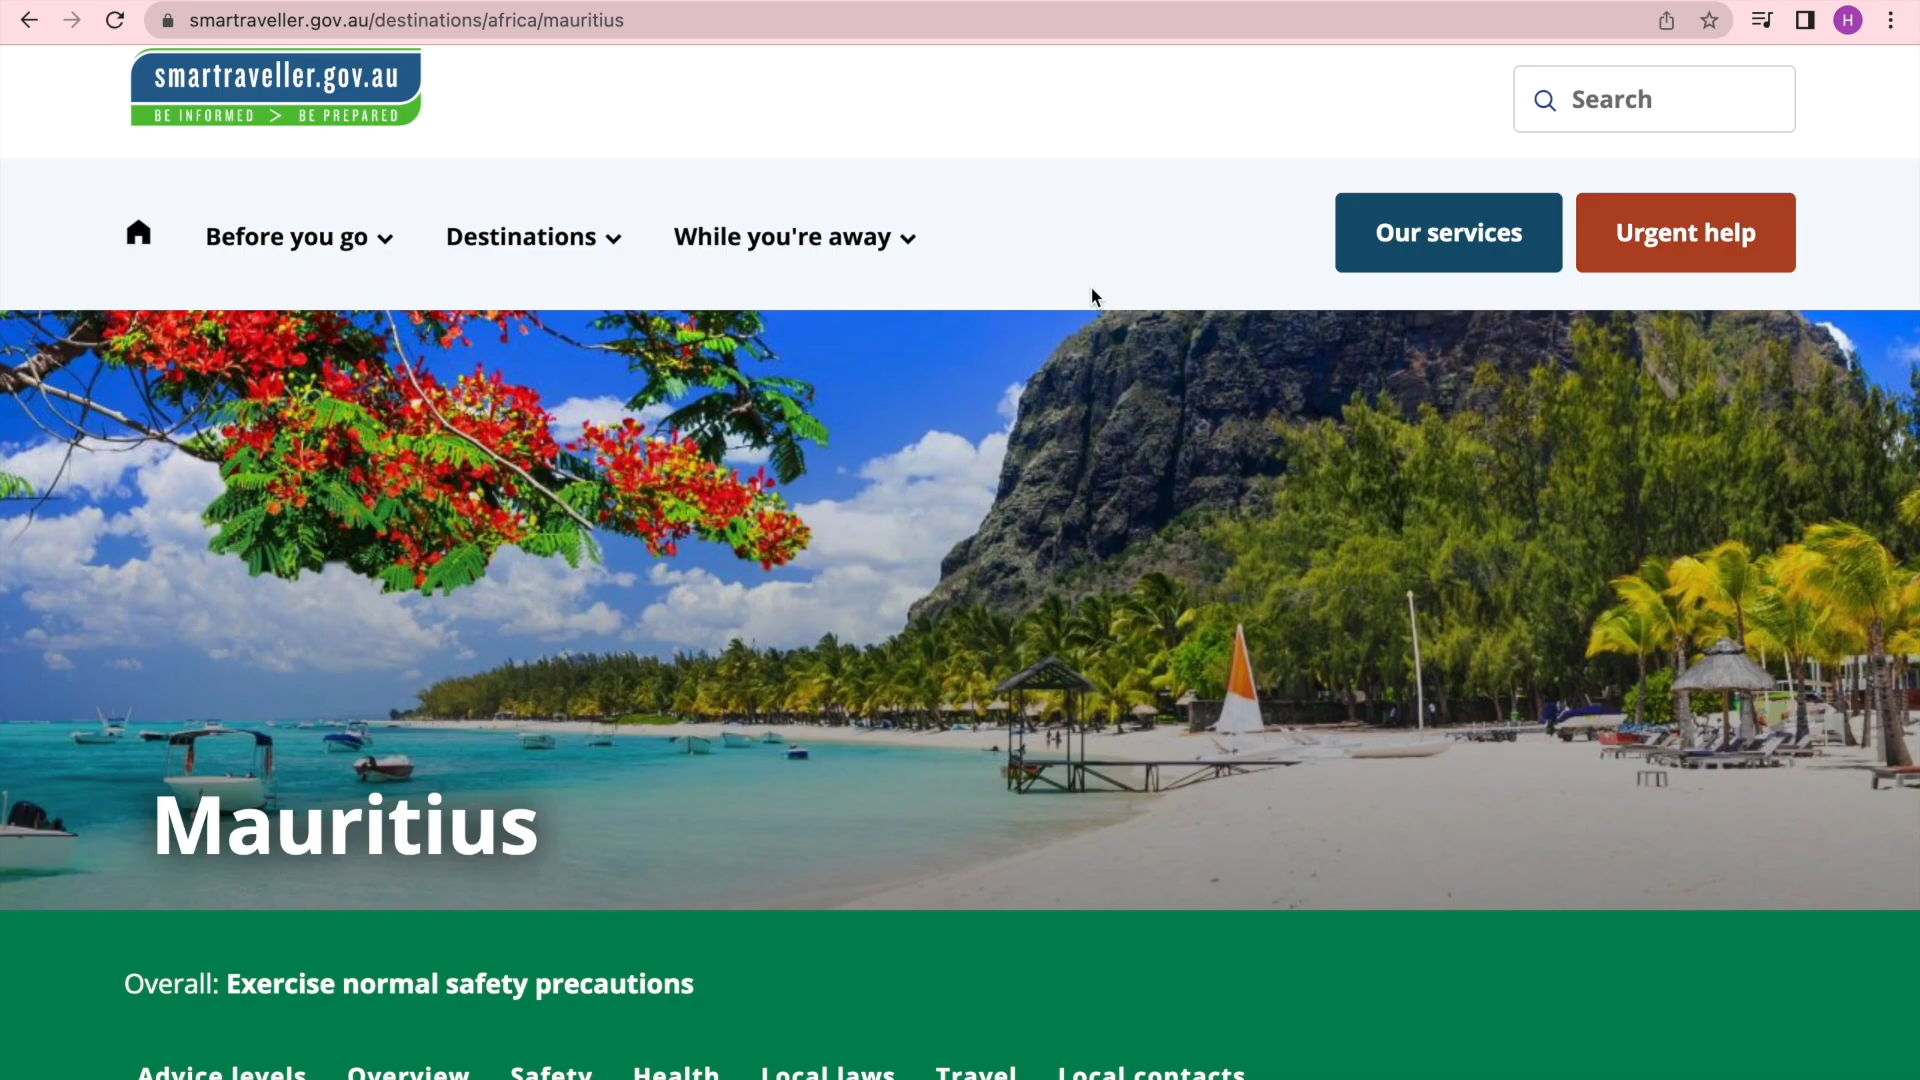 smartraveller.gov.au/destinations/africa/mauritius
H
smartraveller.gov.au
BE INFORMED > BE PREPARED
Search
Before you go
Destinations
While you're away
Our services
Urgent help
Mauritius
Overall: Exercise normal safety precautions
Advice levels Overview Safety Health Local laws Travel Local contacts